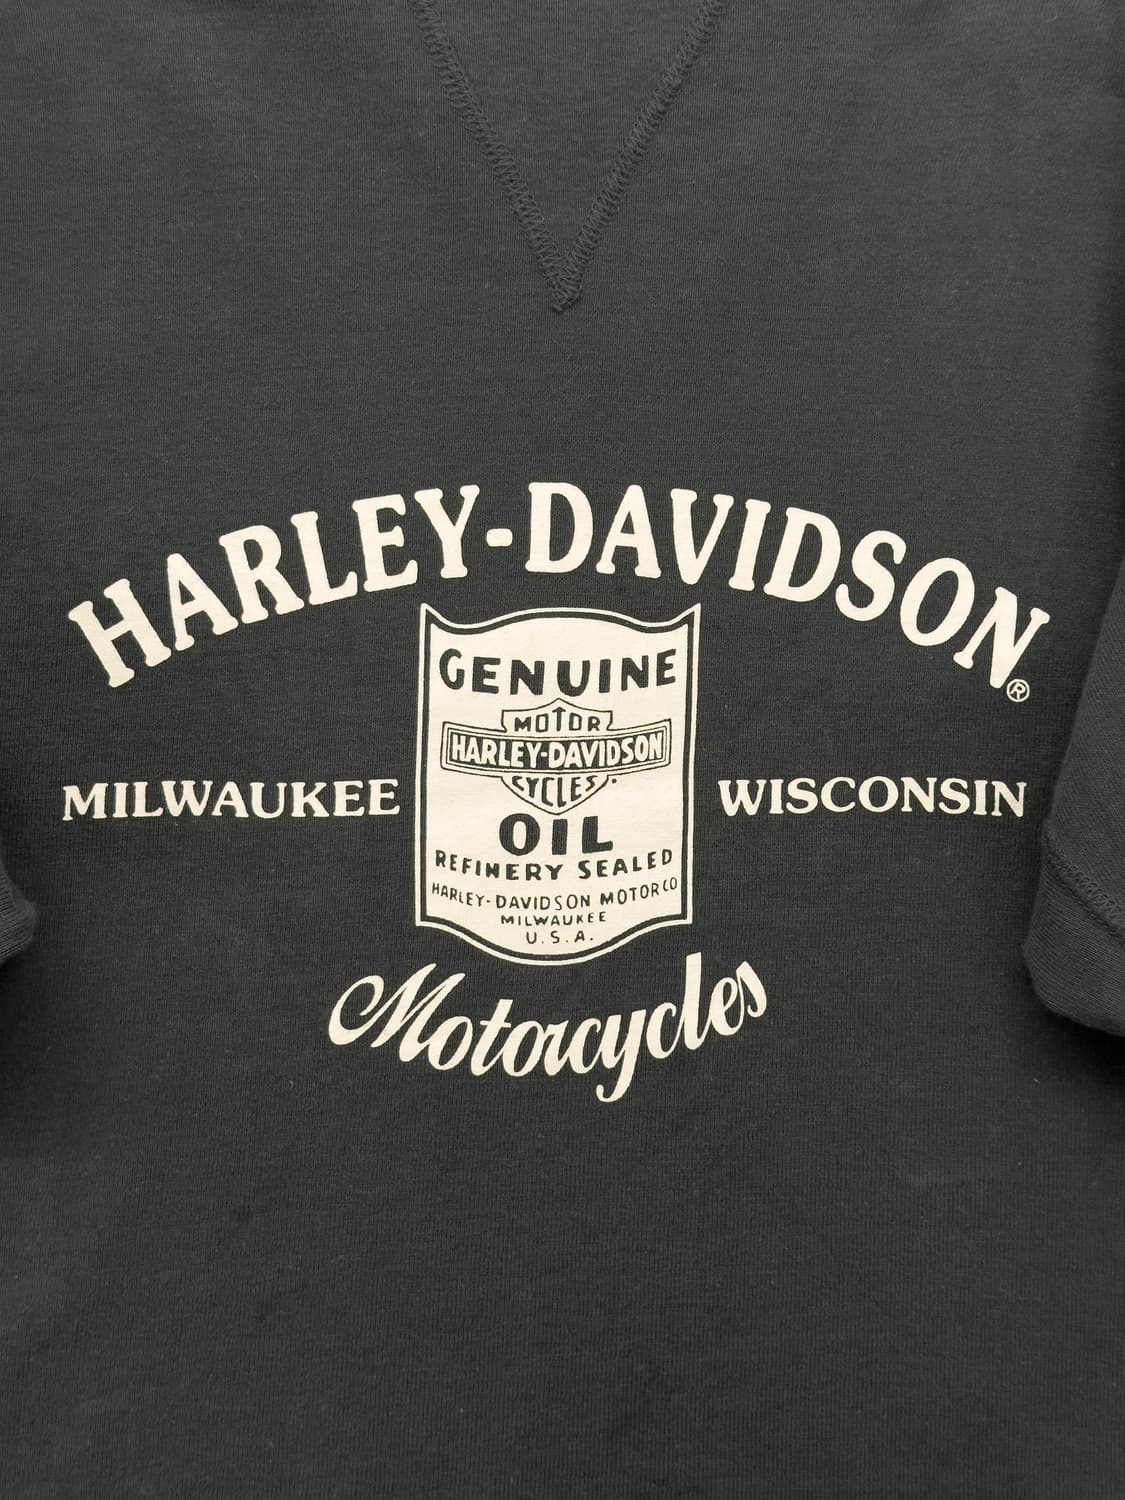 HARLEY-DAVIDSON®
GENUINE
MOTOR
HARLEY-DAVIDSON
CYCLES
MILWAUKEE WISCONSIN
OIL
REFINERY SEALED
HARLEY-DAVIDSON MOTOR CO
MILWAUKEE
U.S.A.
Motorcycles